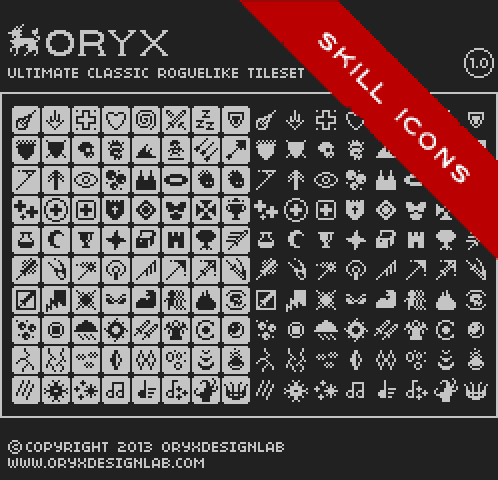 ORYX
ULTIMATE CLASSIC ROGUELIKE TILESET
SKILL ICONS
1.0
©COPYRIGHT 2013 ORYXDESIGNLAB
WWW.ORYXDESIGNLAB.COM